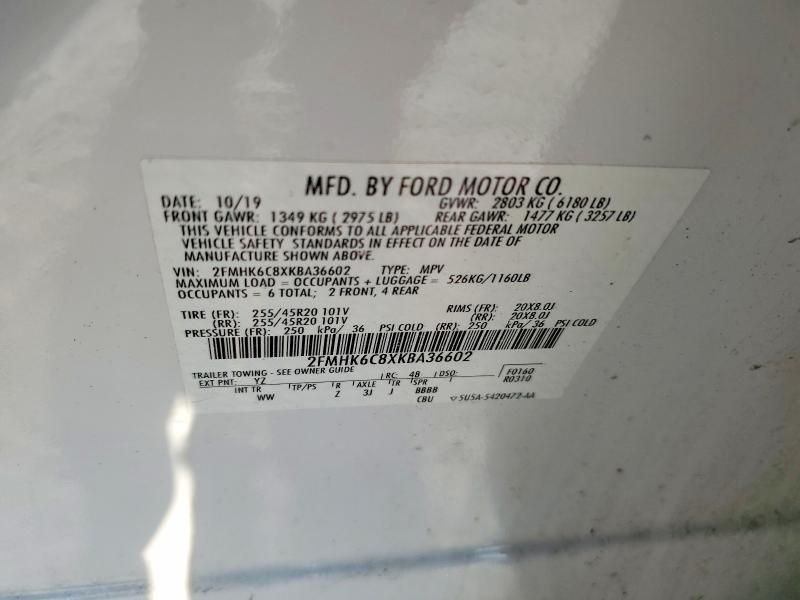 MFD. BY FORD MOTOR CO.
DATE: 10/19 GVWR: 2803 KG ( 6180 LB)
FRONT GAWR: 1349 KG ( 2975 LB) REAR GAWR: 1477 KG ( 3257 LB)
THIS VEHICLE CONFORMS TO ALL APPLICABLE FEDERAL MOTOR
VEHICLE SAFETY STANDARDS IN EFFECT ON THE DATE OF
MANUFACTURE SHOWN ABOVE.
VIN: 2FMHK6C8XKBA36602 TYPE: MPV
MAXIMUM LOAD = OCCUPANTS + LUGGAGE = 526KG/1160LB
OCCUPANTS = 6 TOTAL; 2 FRONT, 4 REAR
TIRE (FR): 255/45R20 101V RIMS (FR): 20X8.0J
(RR): 255/45R20 101V (RR): 20X8.0J
PRESSURE (FR): 250 kPa/ 36 PSI COLD (RR): 250 kPa/ 36 PSI COLD
2FMHK6C8XKBA36602
TRAILER TOWING - SEE OWNER GUIDE
RC: 48 DSO: F0160
EXT PNT: YZ R0310
INT TR TP/PS R AXLE TR SPR
WW Z 3J J BBBB
CBU 5U5A-5420472-AA